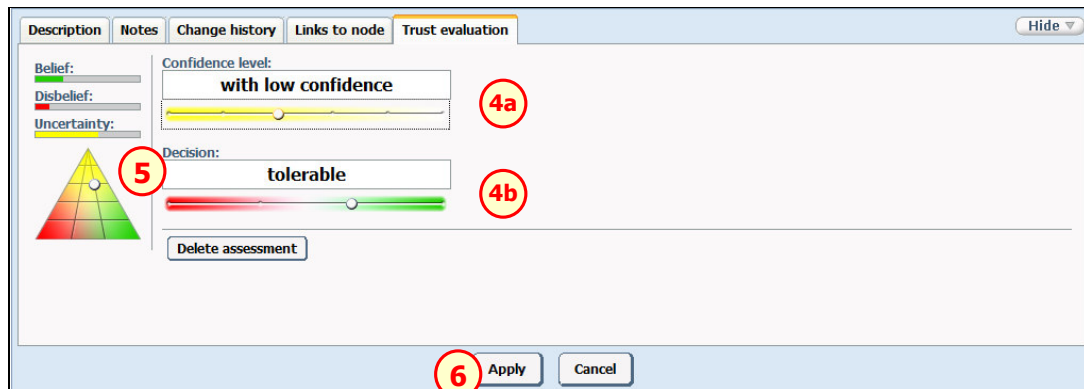 Description Notes Change history Links to node Trust evaluation Hide
Belief:
Disbelief:
Uncertainty:
5
Confidence level:
with low confidence
4a
Decision:
tolerable
4b
Delete assessment
6 Apply Cancel